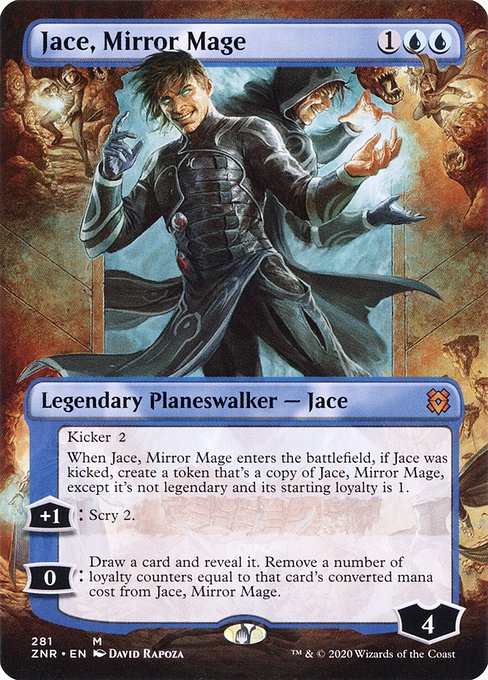 Jace, Mirror Mage 1
Legendary Planeswalker — Jace
Kicker 2
When Jace, Mirror Mage enters the battlefield, if Jace was
kicked, create a token that's a copy of Jace, Mirror Mage,
except it's not legendary and its starting loyalty is 1.
+1 : Scry 2.
Draw a card and reveal it. Remove a number of
0 : loyalty counters equal to that card's converted mana
cost from Jace, Mirror Mage.
4
281 M
ZNR • EN DAVID RAPOZA ™ & © 2020 Wizards of the Coast